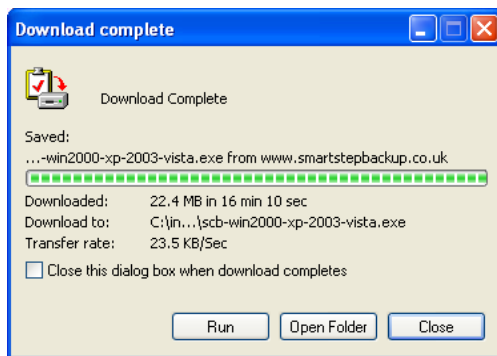 Download complete
Download Complete
Saved:
...-win2000-xp-2003-vista.exe from www.smartstepbackup.co.uk
Downloaded: 22.4 MB in 16 min 10 sec
Download to: C:\in...\scb-win2000-xp-2003-vista.exe
Transfer rate: 23.5 KB/Sec
Close this dialog box when download completes
Run Open Folder Close